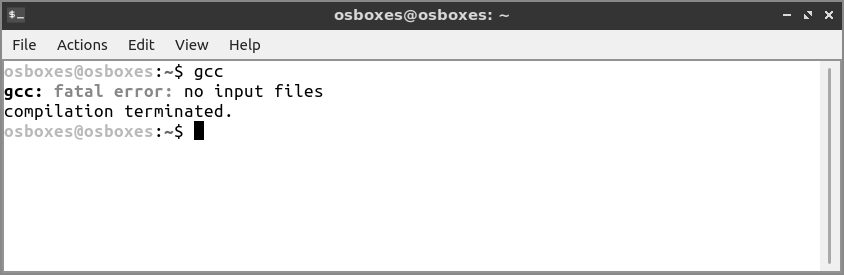 osboxes@osboxes: ~
File Actions Edit View Help
osboxes@osboxes:~$ gcc
gcc: fatal error: no input files
compilation terminated.
osboxes@osboxes:~$